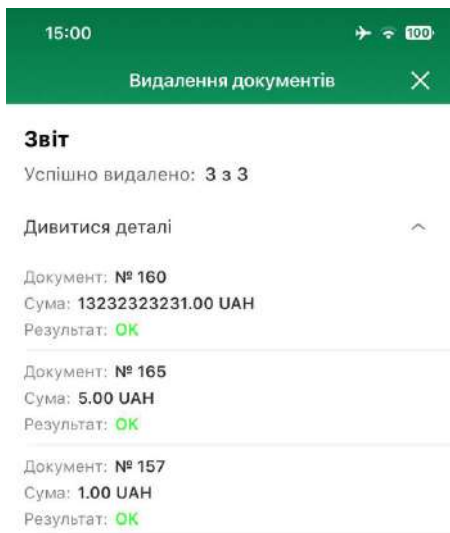 15:00
100
Видалення документів
Звіт
Успішно видалено: 3 з 3
Дивитися деталі
Документ: № 160
Сума: 13232323231.00 UAH
Результат: OK
Документ: № 165
Сума: 5.00 UAH
Результат: OK
Документ: № 157
Сума: 1.00 UAH
Результат: OK